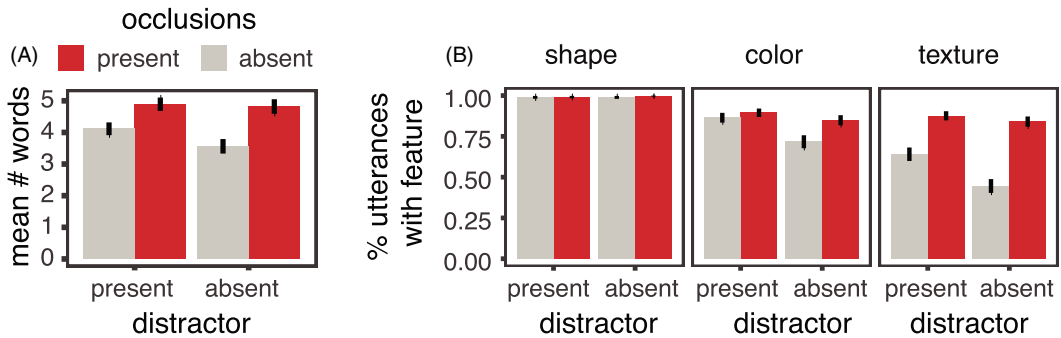 occlusions
(A) present absent
mean # words
5
4
3
2
1
0
present absent
distractor
(B) shape color texture
% utterances
with feature
1.00
0.75
0.50
0.25
0.00
present absent present absent present absent
distractor distractor distractor